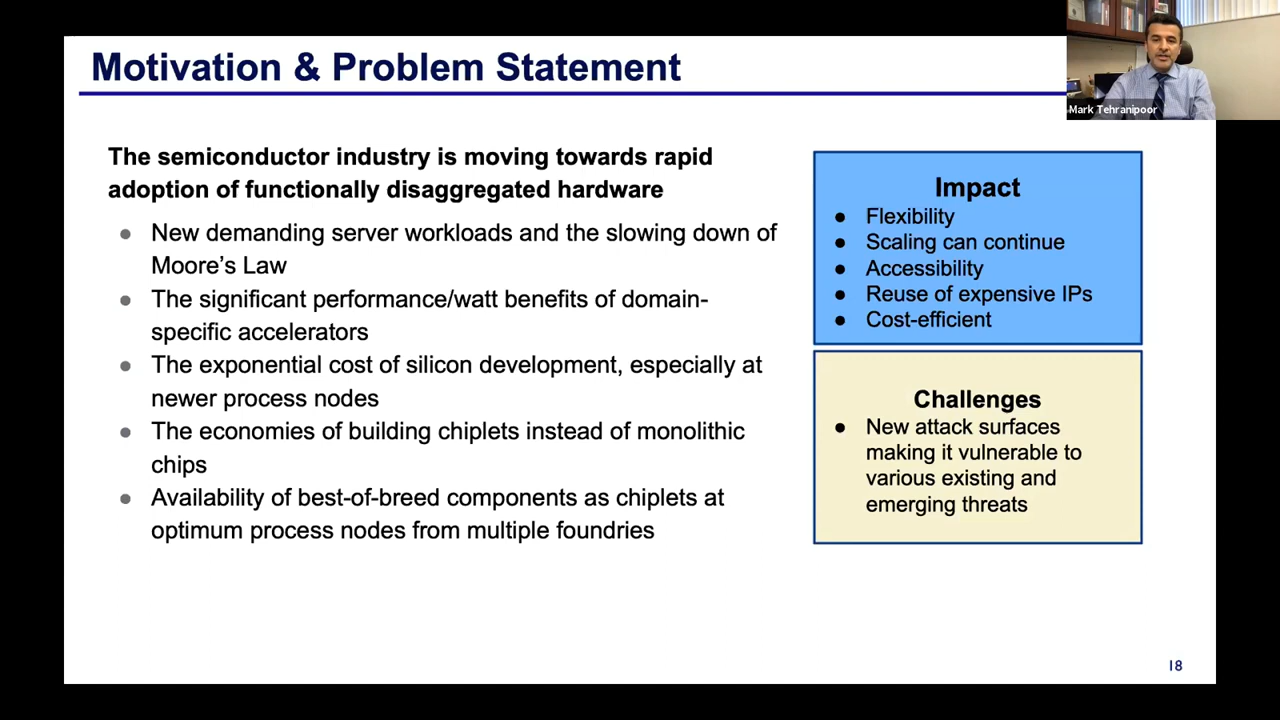 Motivation & Problem Statement
Mark Tehranipoor
The semiconductor industry is moving towards rapid
adoption of functionally disaggregated hardware
● New demanding server workloads and the slowing down of
Moore's Law
● The significant performance/watt benefits of domain-
specific accelerators
● The exponential cost of silicon development, especially at
newer process nodes
● The economies of building chiplets instead of monolithic
chips
● Availability of best-of-breed components as chiplets at
optimum process nodes from multiple foundries
Impact
● Flexibility
● Scaling can continue
● Accessibility
● Reuse of expensive IPs
● Cost-efficient
Challenges
● New attack surfaces
making it vulnerable to
various existing and
emerging threats
18